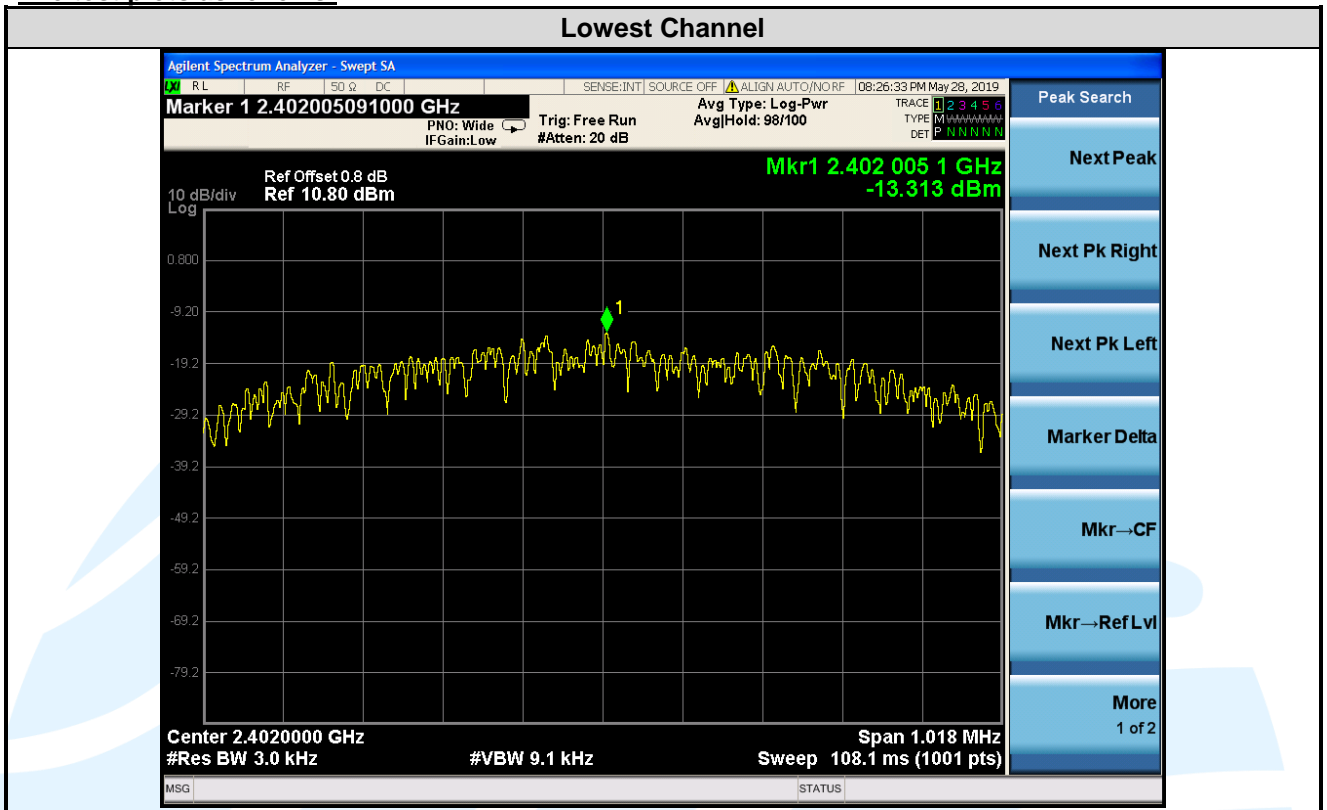 Lowest Channel
Agilent Spectrum Analyzer - Swept SA
LXI RL RF 50 Ω DC SENSE:INT SOURCE OFF ALIGN AUTO/NO RF 08:26:33 PM May 28, 2019
Marker 1 2.402005091000 GHz
PNO: Wide
IFGain:Low
Trig: Free Run
#Atten: 20 dB
Avg Type: Log-Pwr
Avg|Hold: 98/100
TRACE 1 2 3 4 5 6
TYPE M
DET P N N N N N
Peak Search
Mkr1 2.402 005 1 GHz
-13.313 dBm
Ref Offset 0.8 dB
10 dB/div Ref 10.80 dBm
Log
0.800
-9.20
-19.2
-29.2
-39.2
-49.2
-59.2
-69.2
-79.2
1
Center 2.4020000 GHz
Span 1.018 MHz
#Res BW 3.0 kHz
#VBW 9.1 kHz
Sweep 108.1 ms (1001 pts)
Next Peak
Next Pk Right
Next Pk Left
Marker Delta
Mkr→CF
Mkr→Ref Lvl
More
1 of 2
MSG
STATUS